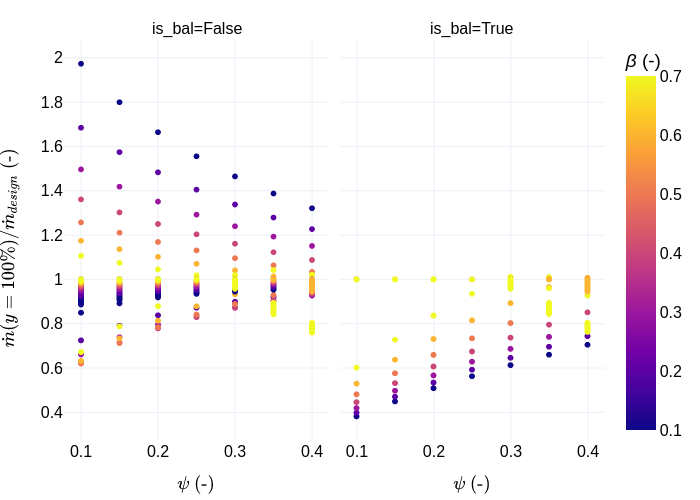 is_bal=False
is_bal=True
β (-)
ṁ(y = 100%)/ṁ_design (-)
2
1.8
1.6
1.4
1.2
1
0.8
0.6
0.4
0.1 0.2 0.3 0.4
0.1 0.2 0.3 0.4
ψ (-)
ψ (-)
0.7
0.6
0.5
0.4
0.3
0.2
0.1